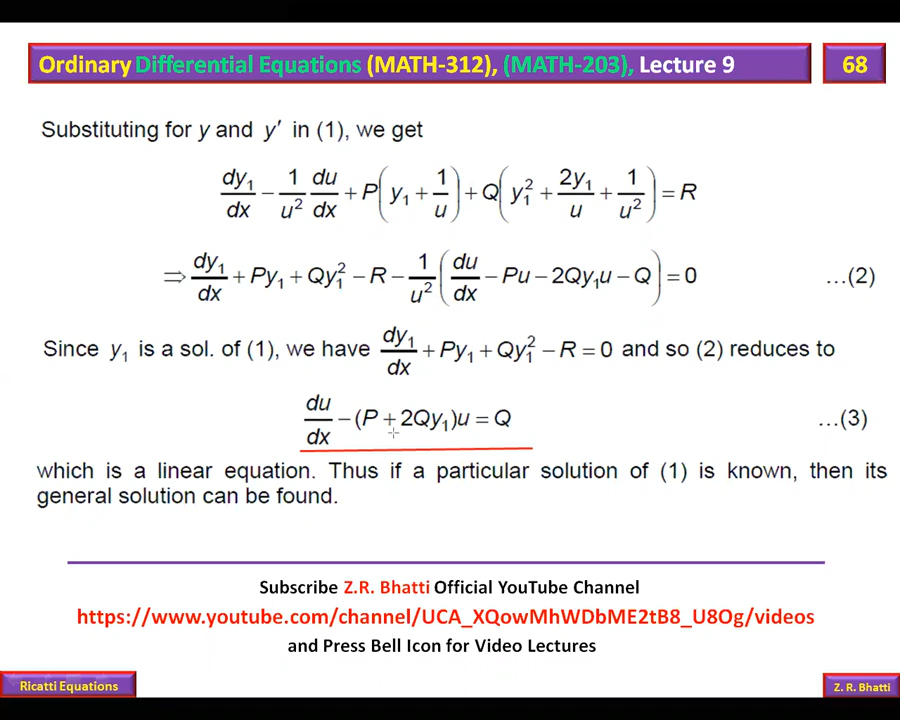 Ordinary Differential Equations (MATH-312), (MATH-203), Lecture 9
68
Substituting for y and y′ in (1), we get
dy₁/dx − 1/u² du/dx + P(y₁ + 1/u) + Q(y₁² + 2y₁/u + 1/u²) = R
⇒ dy₁/dx + Py₁ + Qy₁² − R − 1/u² (du/dx − Pu − 2Qy₁u − Q) = 0 ...(2)
Since y₁ is a sol. of (1), we have dy₁/dx + Py₁ + Qy₁² − R = 0 and so (2) reduces to
du/dx − (P + 2Qy₁)u = Q ...(3)
which is a linear equation. Thus if a particular solution of (1) is known, then its
general solution can be found.
Subscribe Z.R. Bhatti Official YouTube Channel
https://www.youtube.com/channel/UCA_XQowMhWDbME2tB8_U8Og/videos
and Press Bell Icon for Video Lectures
Ricatti Equations
Z. R. Bhatti